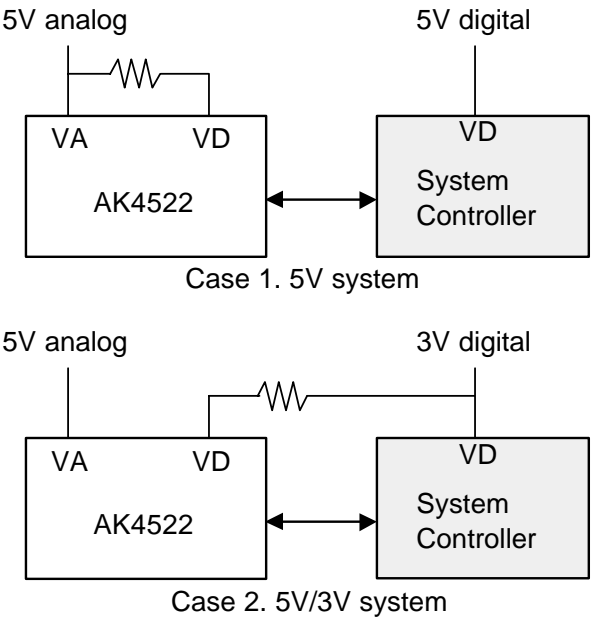 5V analog
5V digital
VA
VD
VD
AK4522
System
Controller
Case 1. 5V system
5V analog
3V digital
VA
VD
VD
AK4522
System
Controller
Case 2. 5V/3V system